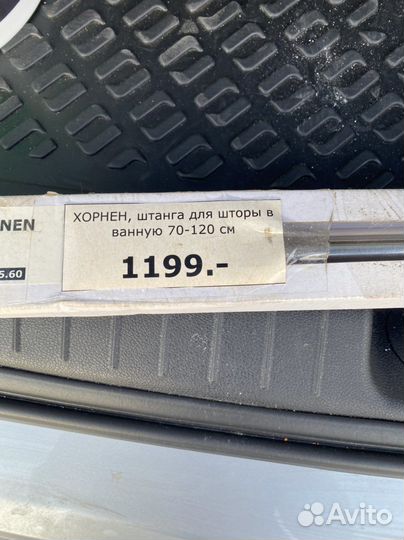 NEN
5.60
ХОРНЕН, штанга для шторы в
ванную 70-120 см
1199.-
Avito